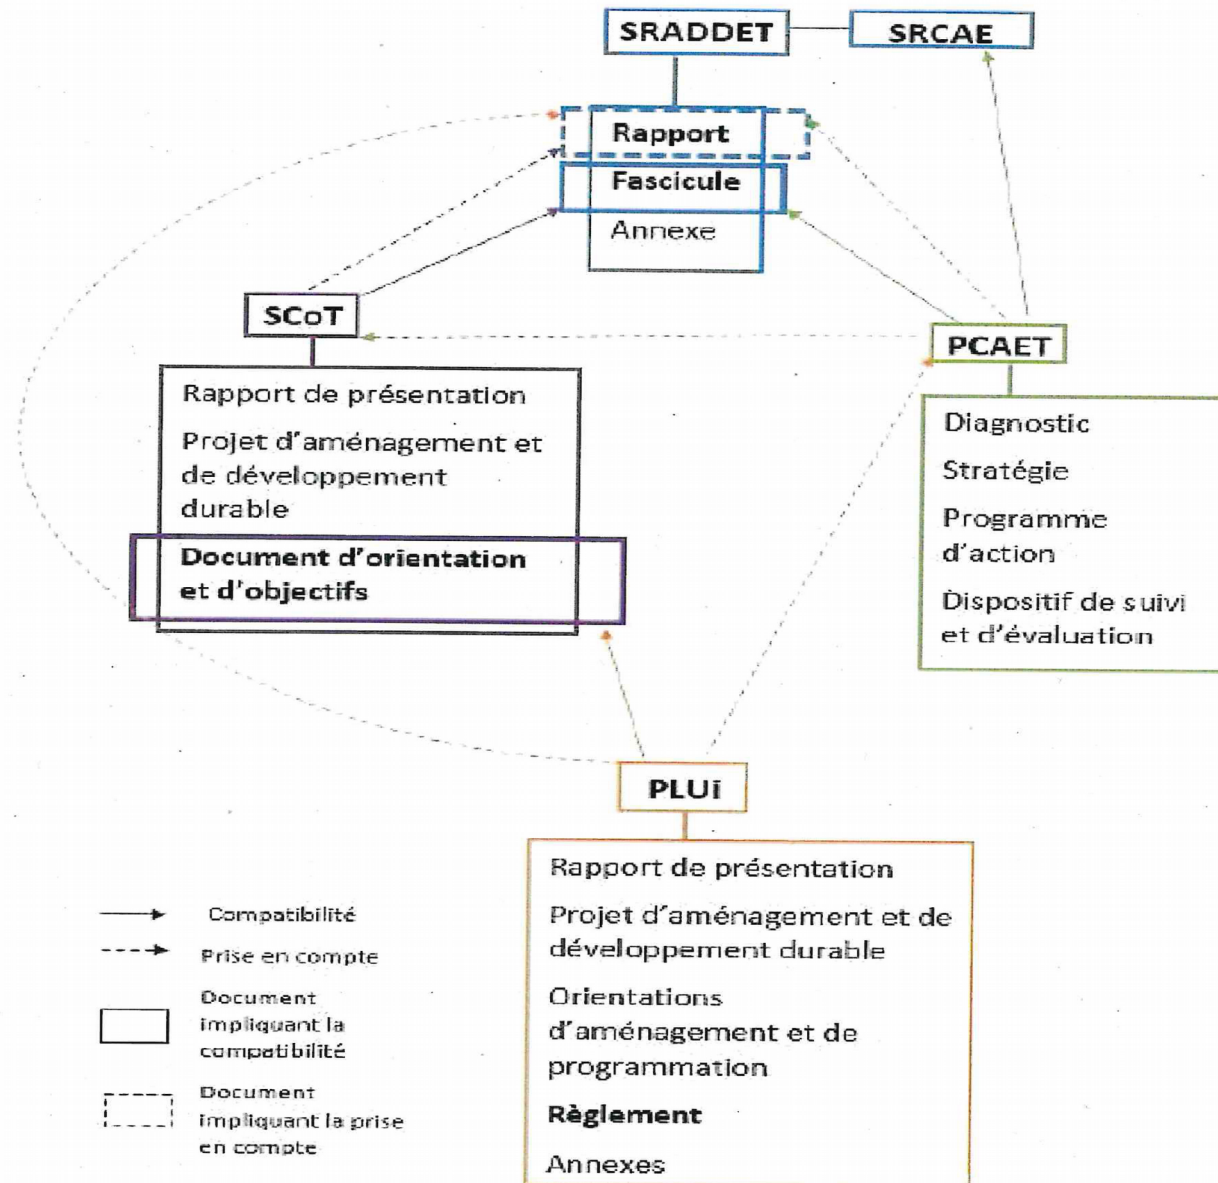 SRADDET
SRCAE
Rapport
Fascicule
Annexe
SCoT
PCAET
Rapport de présentation
Projet d'aménagement et
de développement
durable
Document d'orientation
et d'objectifs
Diagnostic
Stratégie
Programme
d'action
Dispositif de suivi
et d'évaluation
PLUi
Rapport de présentation
Projet d'aménagement et de
développement durable
Orientations
d'aménagement et de
programmation
Règlement
Annexes
Compatibilité
Prise en compte
Document
impliquant la
compatibilité
Document
impliquant la prise
en compte